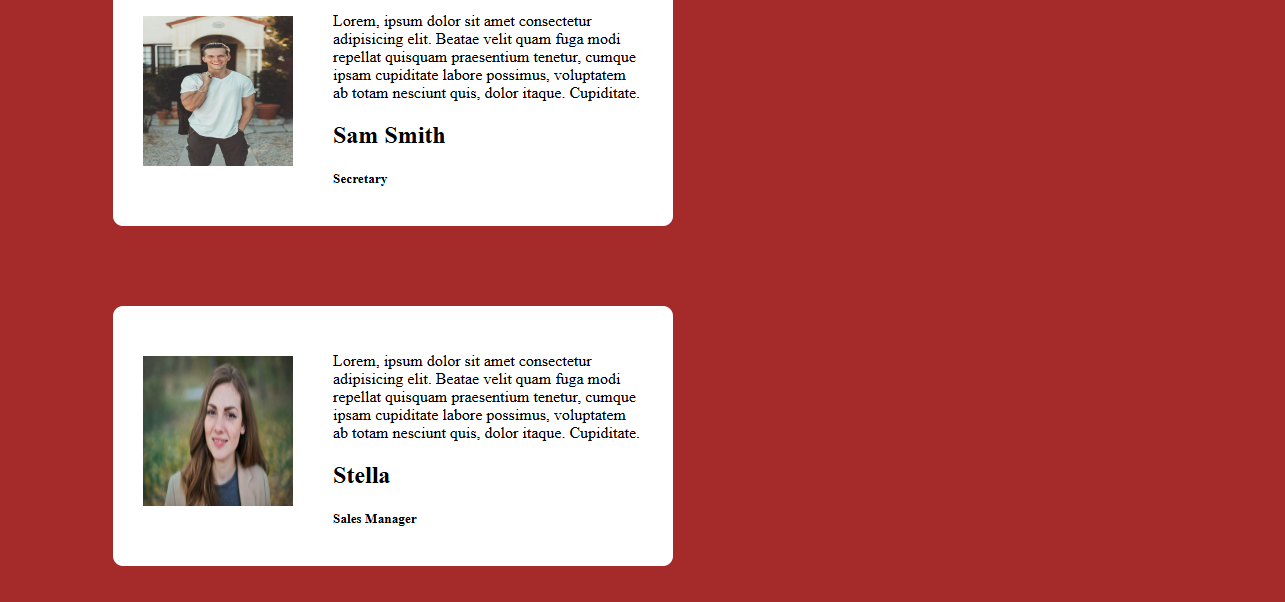 Lorem, ipsum dolor sit amet consectetur
adipisicing elit. Beatae velit quam fuga modi
repellat quisquam praesentium tenetur, cumque
ipsam cupiditate labore possimus, voluptatem
ab totam nesciunt quis, dolor itaque. Cupiditate.
Sam Smith
Secretary
Lorem, ipsum dolor sit amet consectetur
adipisicing elit. Beatae velit quam fuga modi
repellat quisquam praesentium tenetur, cumque
ipsam cupiditate labore possimus, voluptatem
ab totam nesciunt quis, dolor itaque. Cupiditate.
Stella
Sales Manager